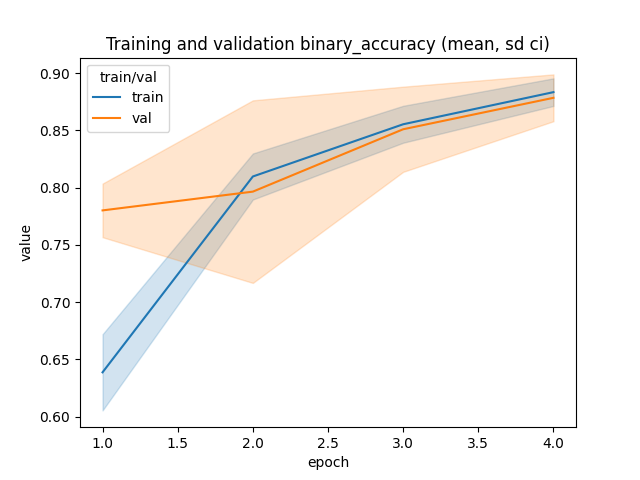 Training and validation binary_accuracy (mean, sd ci)
train/val
train
val
0.90
0.85
0.80
0.75
0.70
0.65
0.60
value
1.0 1.5 2.0 2.5 3.0 3.5 4.0
epoch